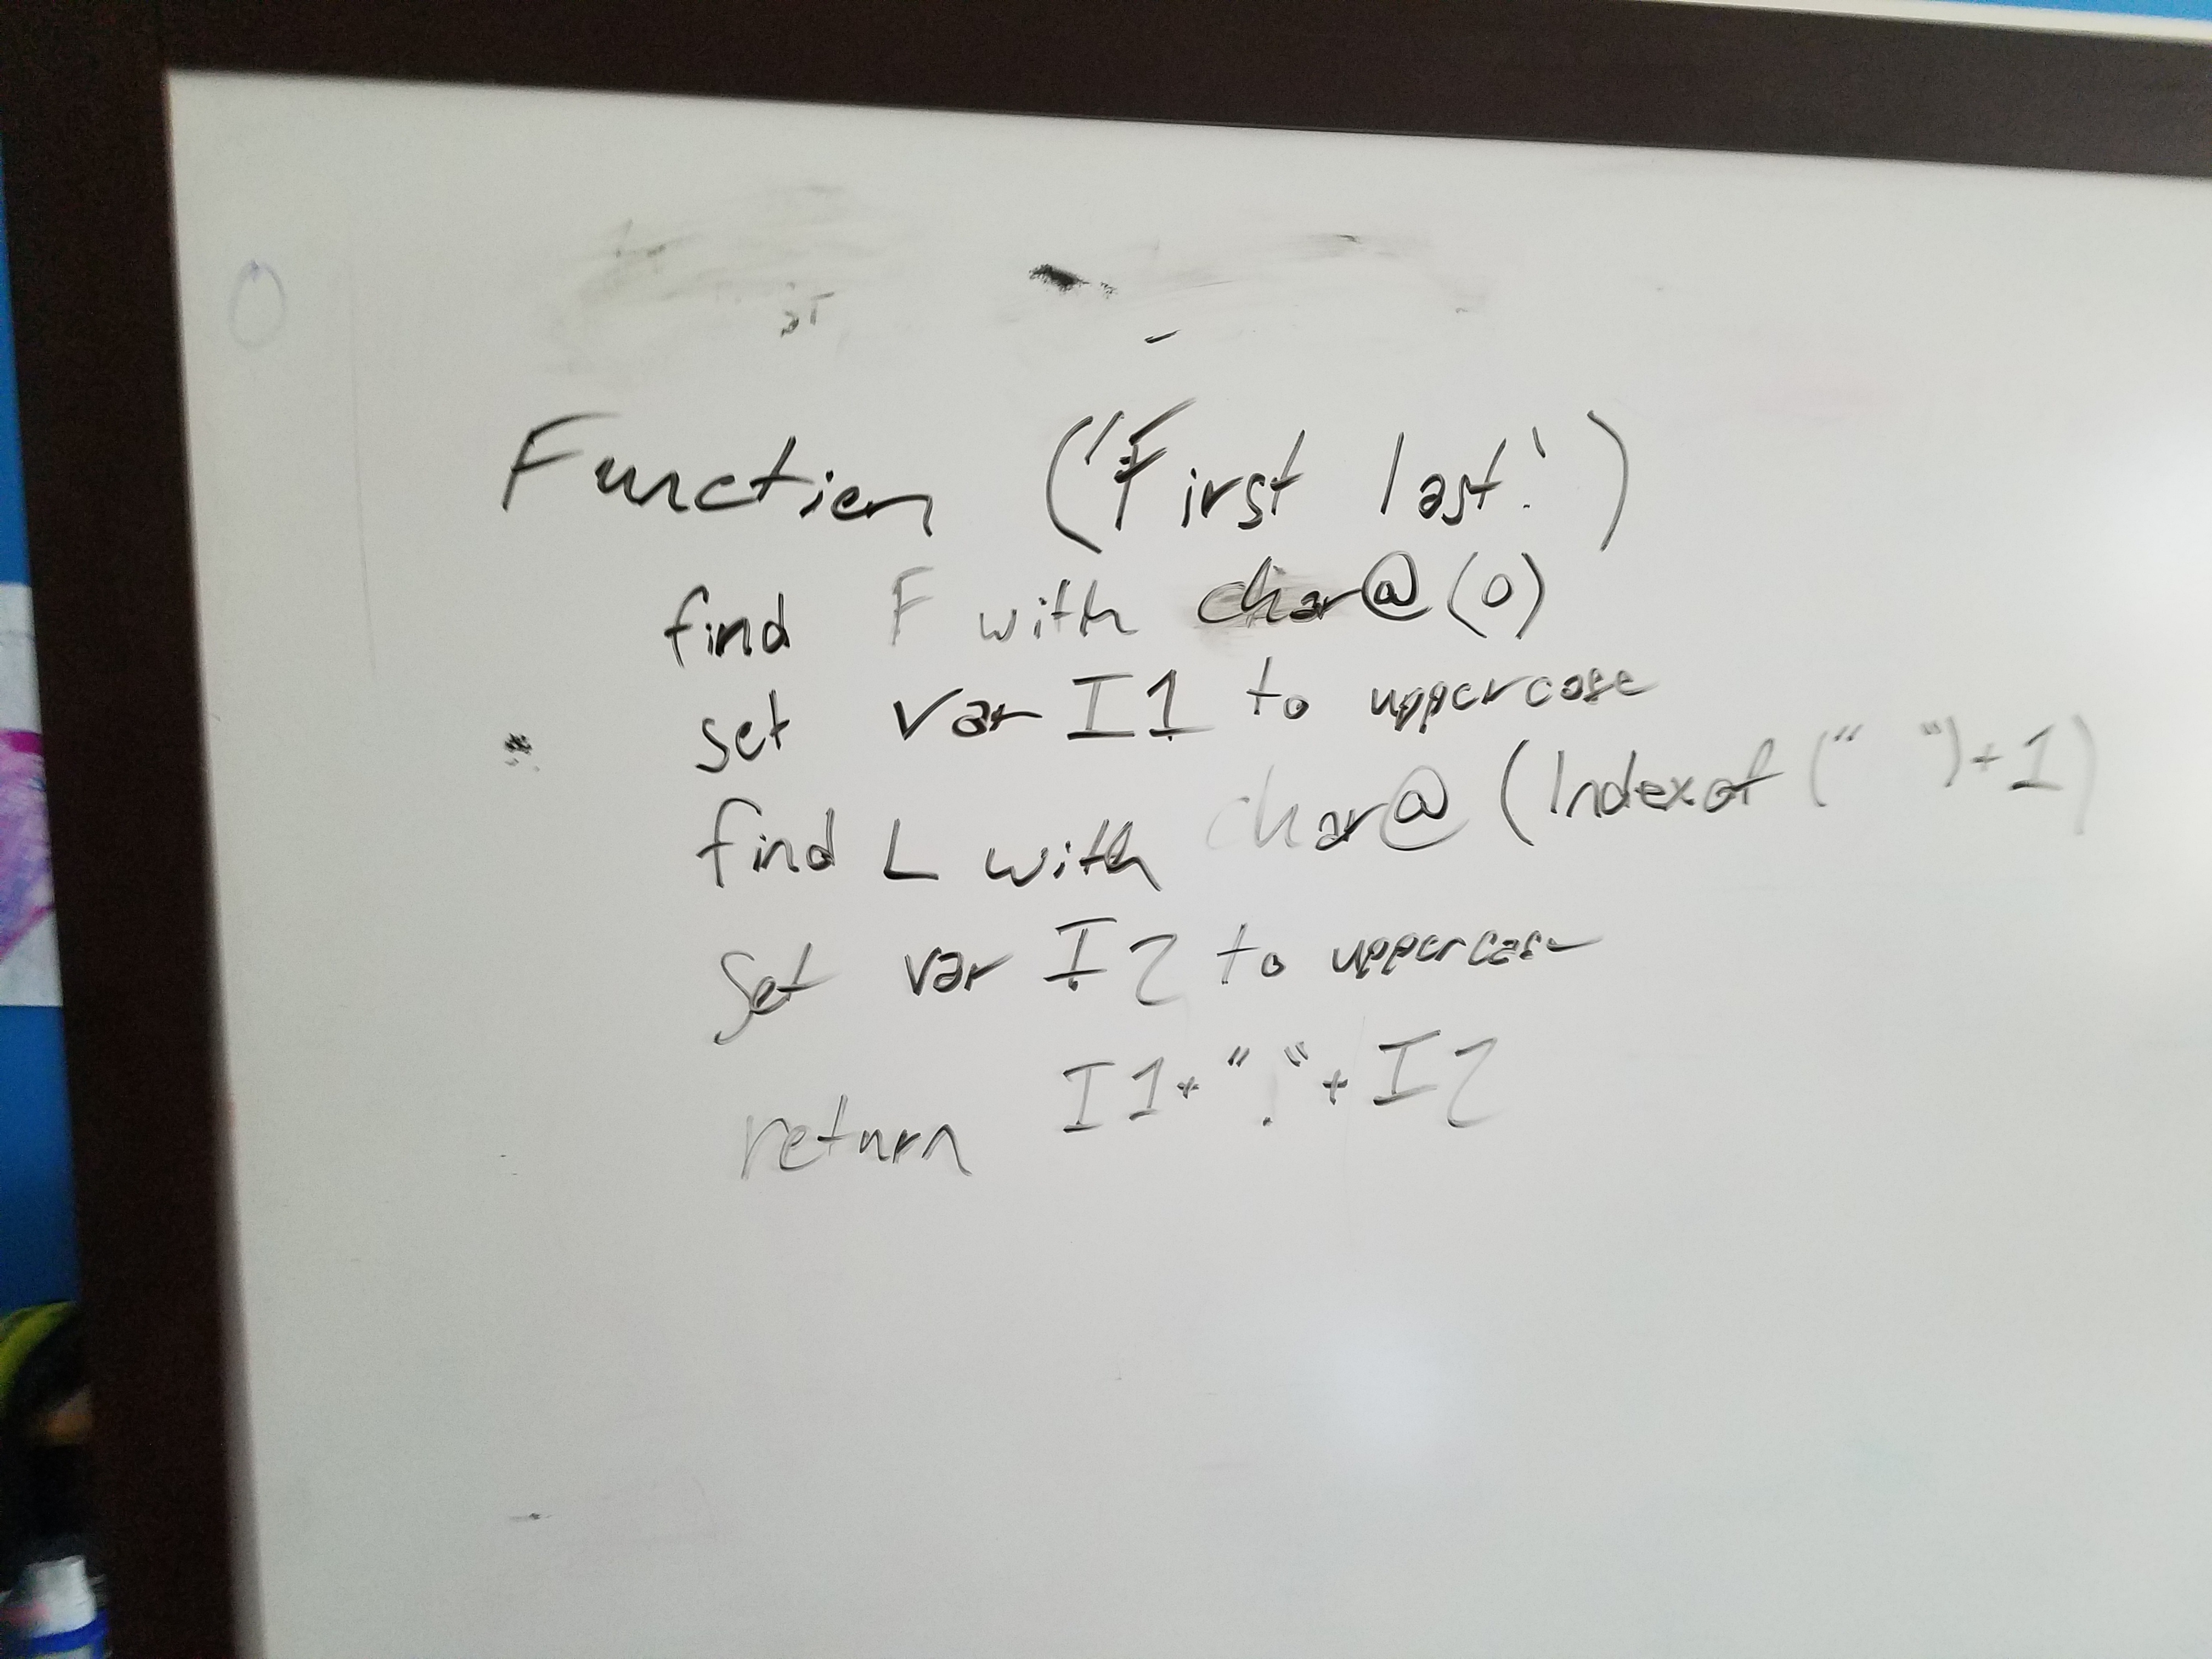 Function ('First last.')
find F with char@(0)
set var I1 to uppercase
find L with char@(Indexof(" ")+1)
set var I2 to uppercase
return I1+"."+I2